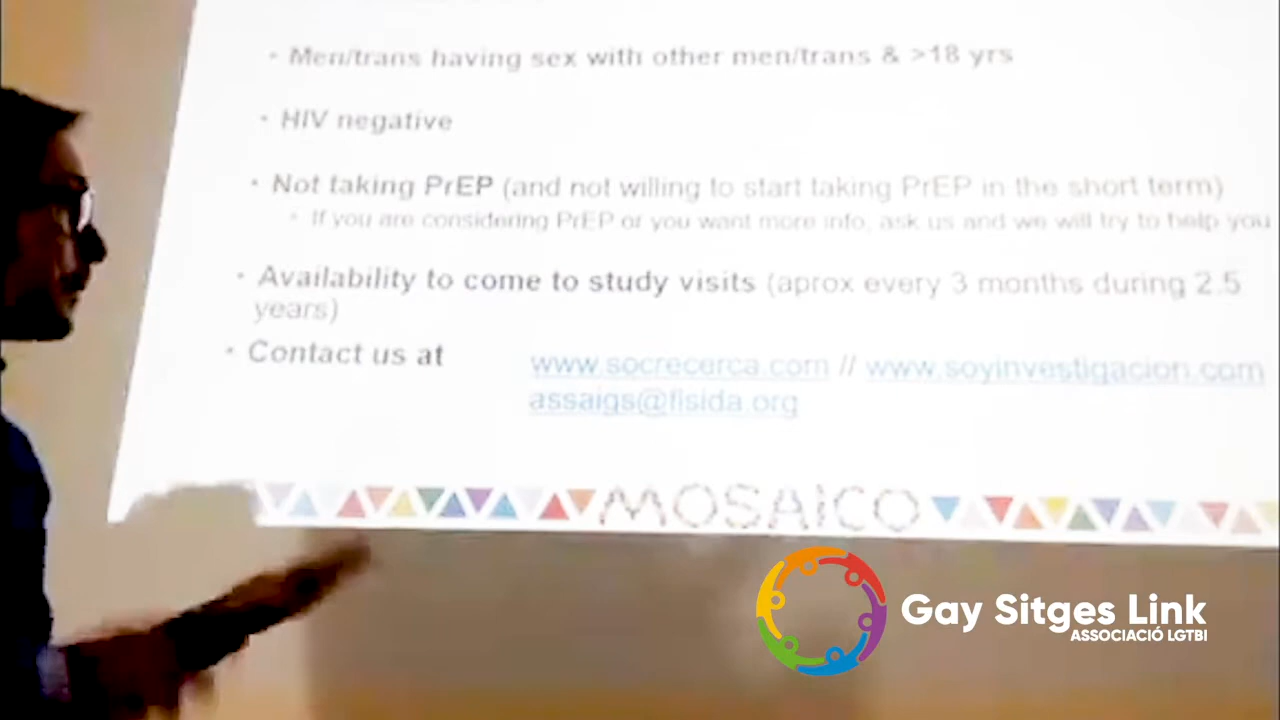 • Men/trans having sex with other men/trans & >18 yrs
• HIV negative
• Not taking PrEP (and not willing to start taking PrEP in the short term)
• If you are considering PrEP or you want more info, ask us and we will try to help you
• Availability to come to study visits (aprox every 3 months during 2.5
years)
• Contact us at
www.socrecerca.com // www.soyinvestigacion.com
assaigs@flsida.org
MOSAiCO
Gay Sitges Link
ASSOCIACIÓ LGTBI